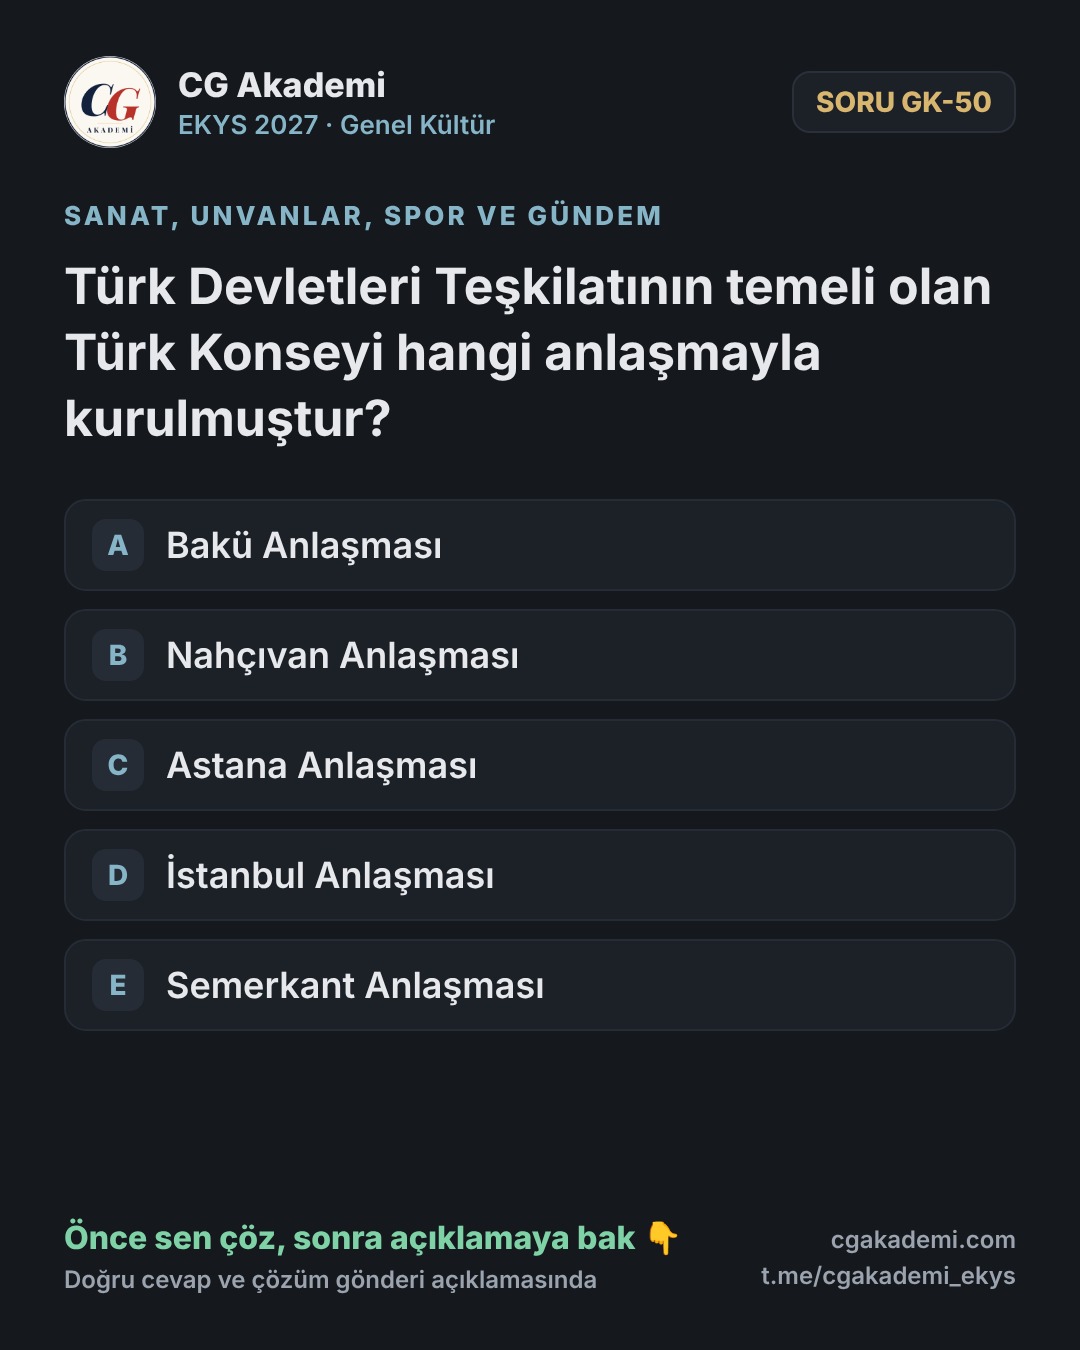 CG
AKADEMİ
CG Akademi
EKYS 2027 · Genel Kültür
SORU GK-50
SANAT, UNVANLAR, SPOR VE GÜNDEM
Türk Devletleri Teşkilatının temeli olan
Türk Konseyi hangi anlaşmayla
kurulmuştur?
A Bakü Anlaşması
B Nahçıvan Anlaşması
C Astana Anlaşması
D İstanbul Anlaşması
E Semerkant Anlaşması
Önce sen çöz, sonra açıklamaya bak 👇
Doğru cevap ve çözüm gönderi açıklamasında
cgakademi.com
t.me/cgakademi_ekys